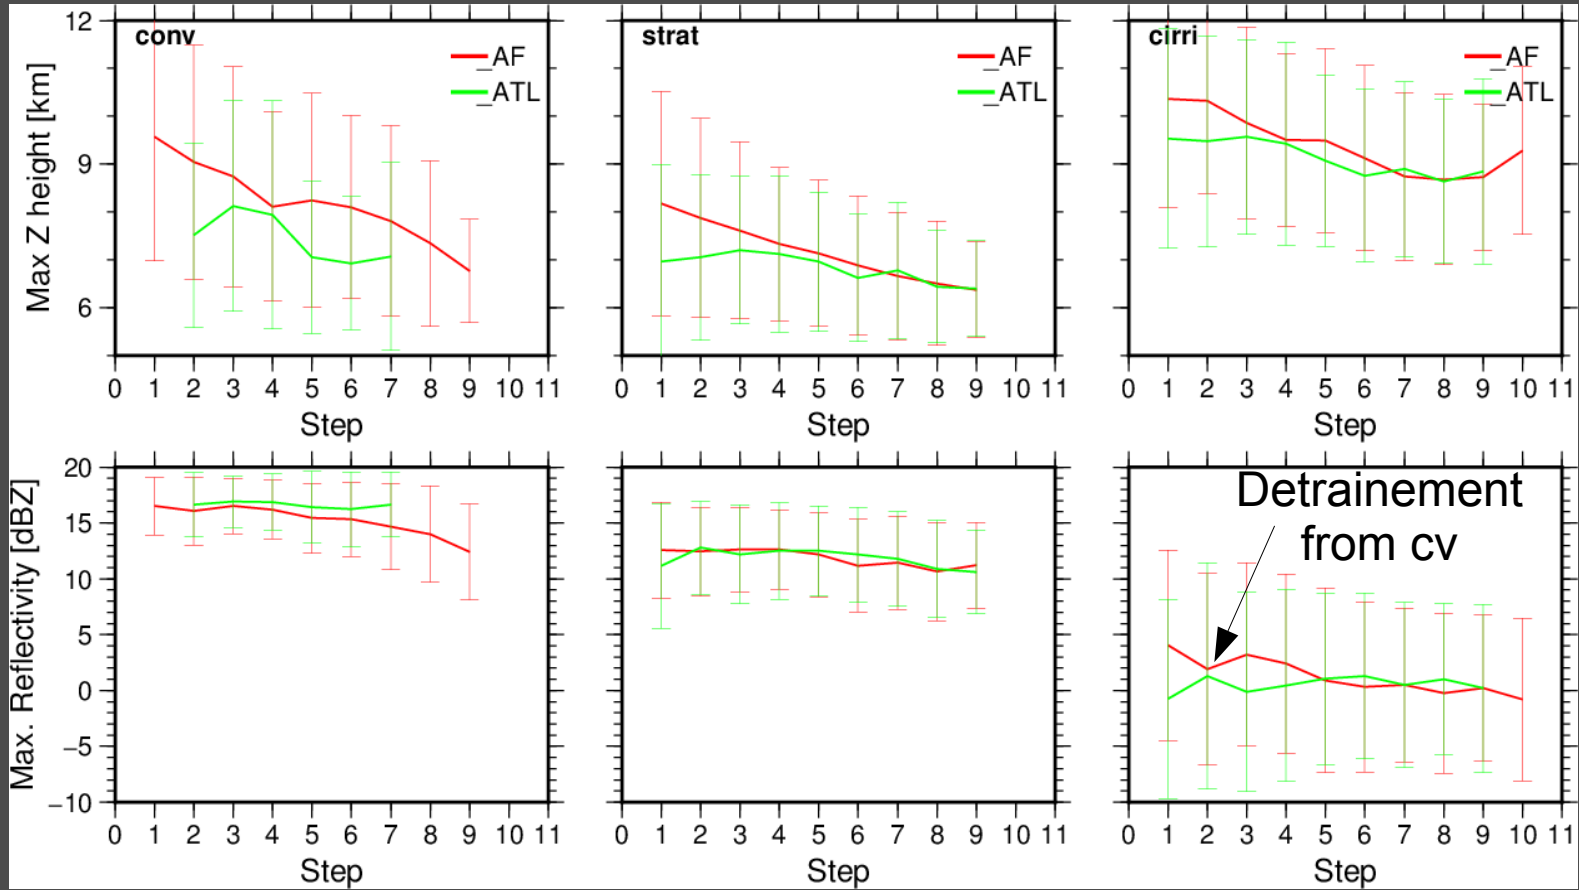 conv
_AF
_ATL
12
9
6
Max Z height [km]
0 1 2 3 4 5 6 7 8 9 10 11
Step
strat
_AF
_ATL
0 1 2 3 4 5 6 7 8 9 10 11
Step
cirri
_AF
_ATL
0 1 2 3 4 5 6 7 8 9 10 11
Step
20
15
10
5
0
−5
−10
Max. Reflectivity [dBZ]
0 1 2 3 4 5 6 7 8 9 10 11
Step
0 1 2 3 4 5 6 7 8 9 10 11
Step
Detrainement
from cv
0 1 2 3 4 5 6 7 8 9 10 11
Step